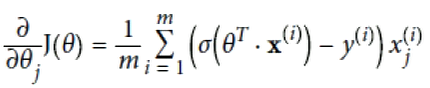 ∂/∂θ_j J(θ) = 1/m ∑_{i = 1}^{m} (σ(θ^T · 𝐱^(i)) − y^(i)) x_j^(i)